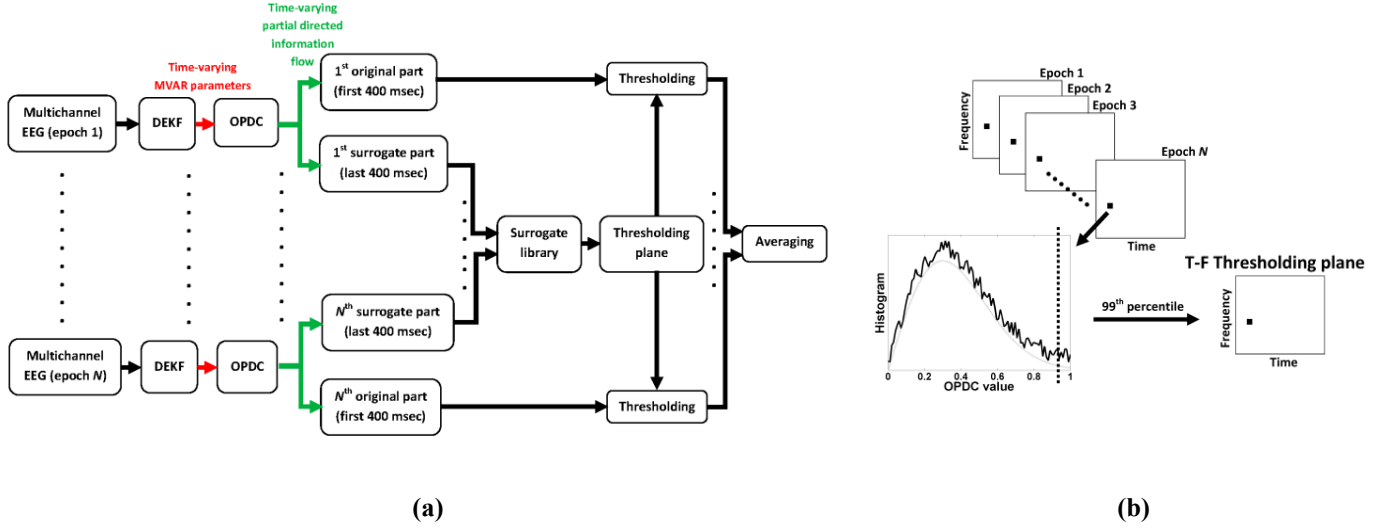 Time-varying
partial directed
information
flow
Time-varying
MVAR parameters
Multichannel
EEG (epoch 1)
DEKF
OPDC
1st original part
(first 400 msec)
Thresholding
1st surrogate part
(last 400 msec)
Surrogate
library
Thresholding
plane
Averaging
Nth surrogate part
(last 400 msec)
Multichannel
EEG (epoch N)
DEKF
OPDC
Nth original part
(first 400 msec)
Thresholding
(a)
Epoch 1
Epoch 2
Epoch 3
Epoch N
Frequency
Time
Histogram
0
0.2
0.4
0.6
0.8
1
OPDC value
99th percentile
T-F Thresholding plane
Frequency
Time
(b)